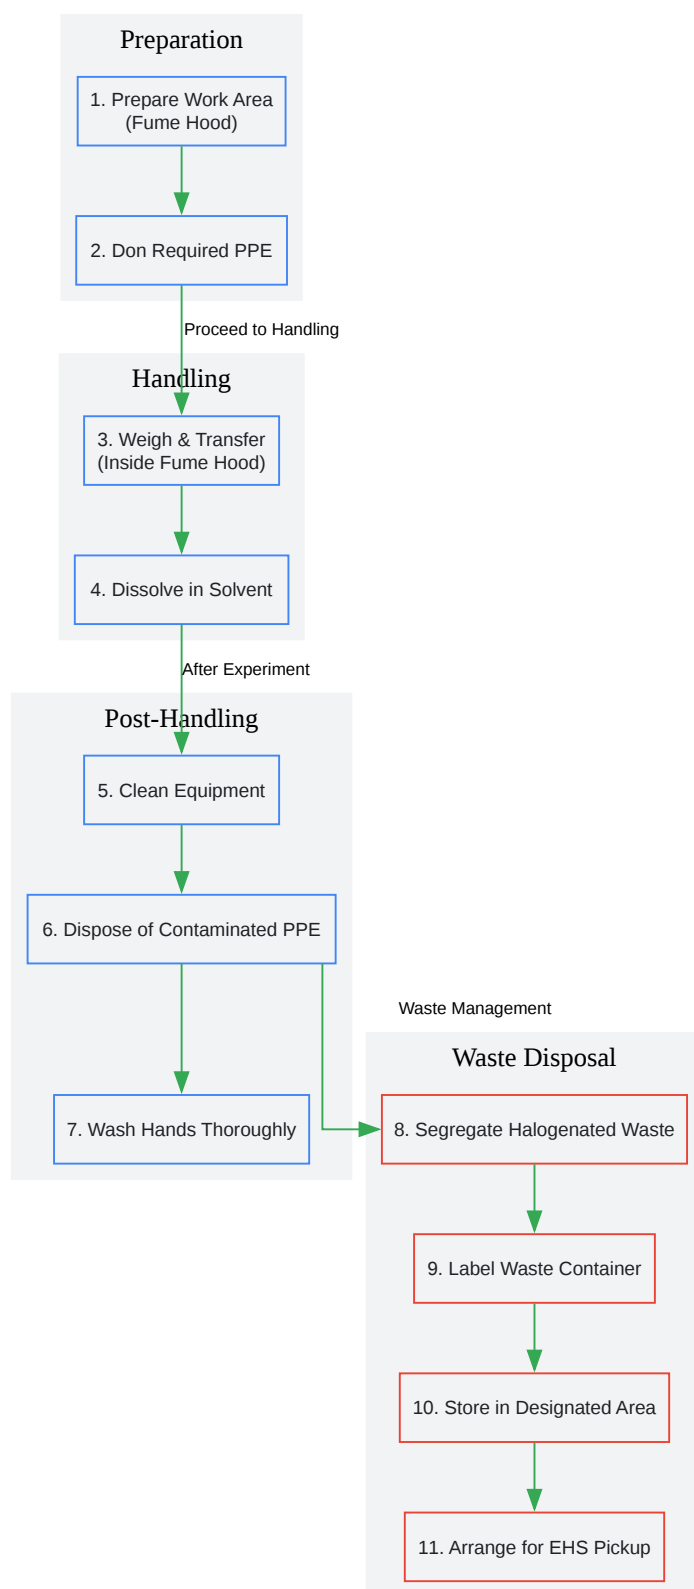 Preparation
1. Prepare Work Area
(Fume Hood)
2. Don Required PPE
Proceed to Handling
Handling
3. Weigh & Transfer
(Inside Fume Hood)
4. Dissolve in Solvent
After Experiment
Post-Handling
5. Clean Equipment
6. Dispose of Contaminated PPE
7. Wash Hands Thoroughly
Waste Management
Waste Disposal
8. Segregate Halogenated Waste
9. Label Waste Container
10. Store in Designated Area
11. Arrange for EHS Pickup